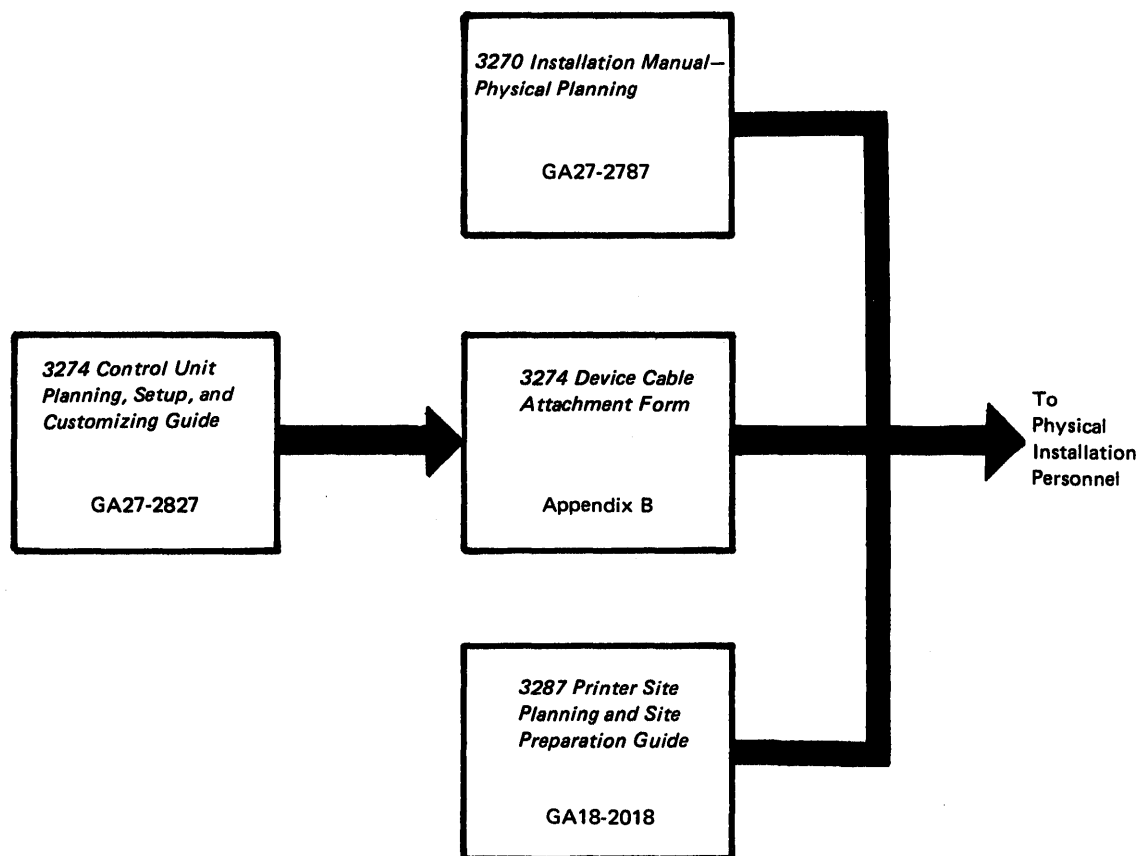 3270 Installation Manual—
Physical Planning
GA27-2787
3274 Control Unit
Planning, Setup, and
Customizing Guide
GA27-2827
3274 Device Cable
Attachment Form
Appendix B
To
Physical
Installation
Personnel
3287 Printer Site
Planning and Site
Preparation Guide
GA18-2018